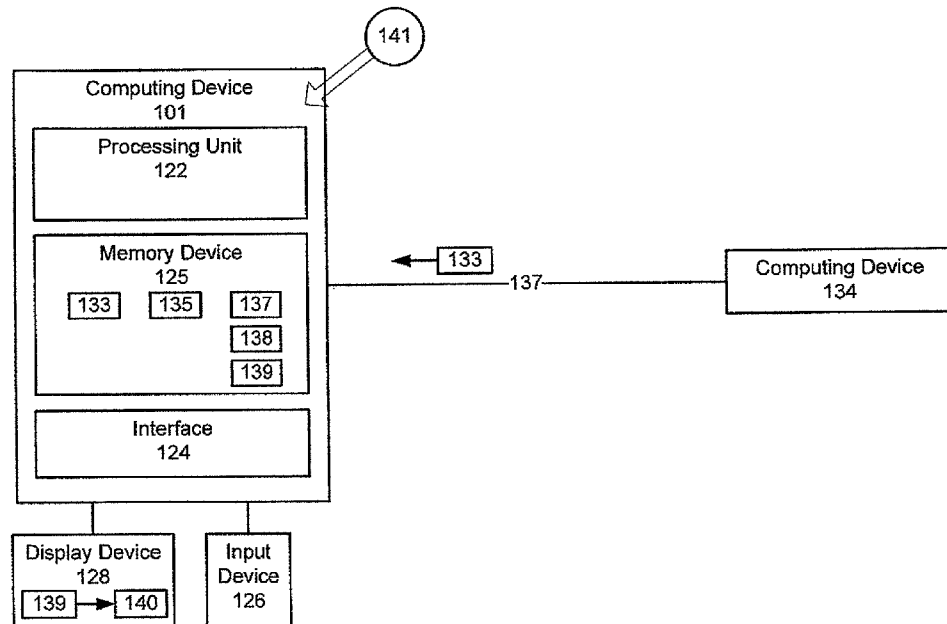 141
Computing Device
101
Processing Unit
122
Memory Device
125
133 135 137
138
139
133
137
Computing Device
134
Interface
124
Display Device
128
139 140
Input
Device
126